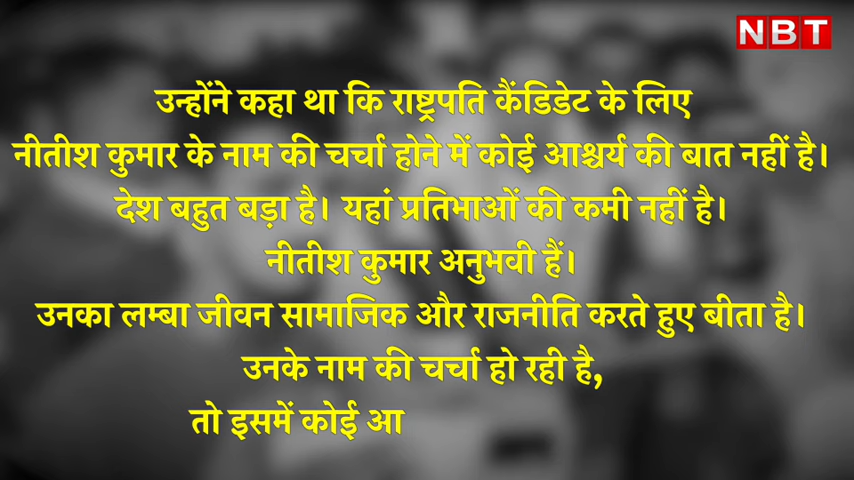 NBT
उन्होंने कहा था कि राष्ट्रपति कैंडिडेट के लिए
नीतीश कुमार के नाम की चर्चा होने में कोई आश्चर्य की बात नहीं है।
देश बहुत बड़ा है। यहां प्रतिभाओं की कमी नहीं है।
नीतीश कुमार अनुभवी हैं।
उनका लम्बा जीवन सामाजिक और राजनीति करते हुए बीता है।
उनके नाम की चर्चा हो रही है,
तो इसमें कोई आ